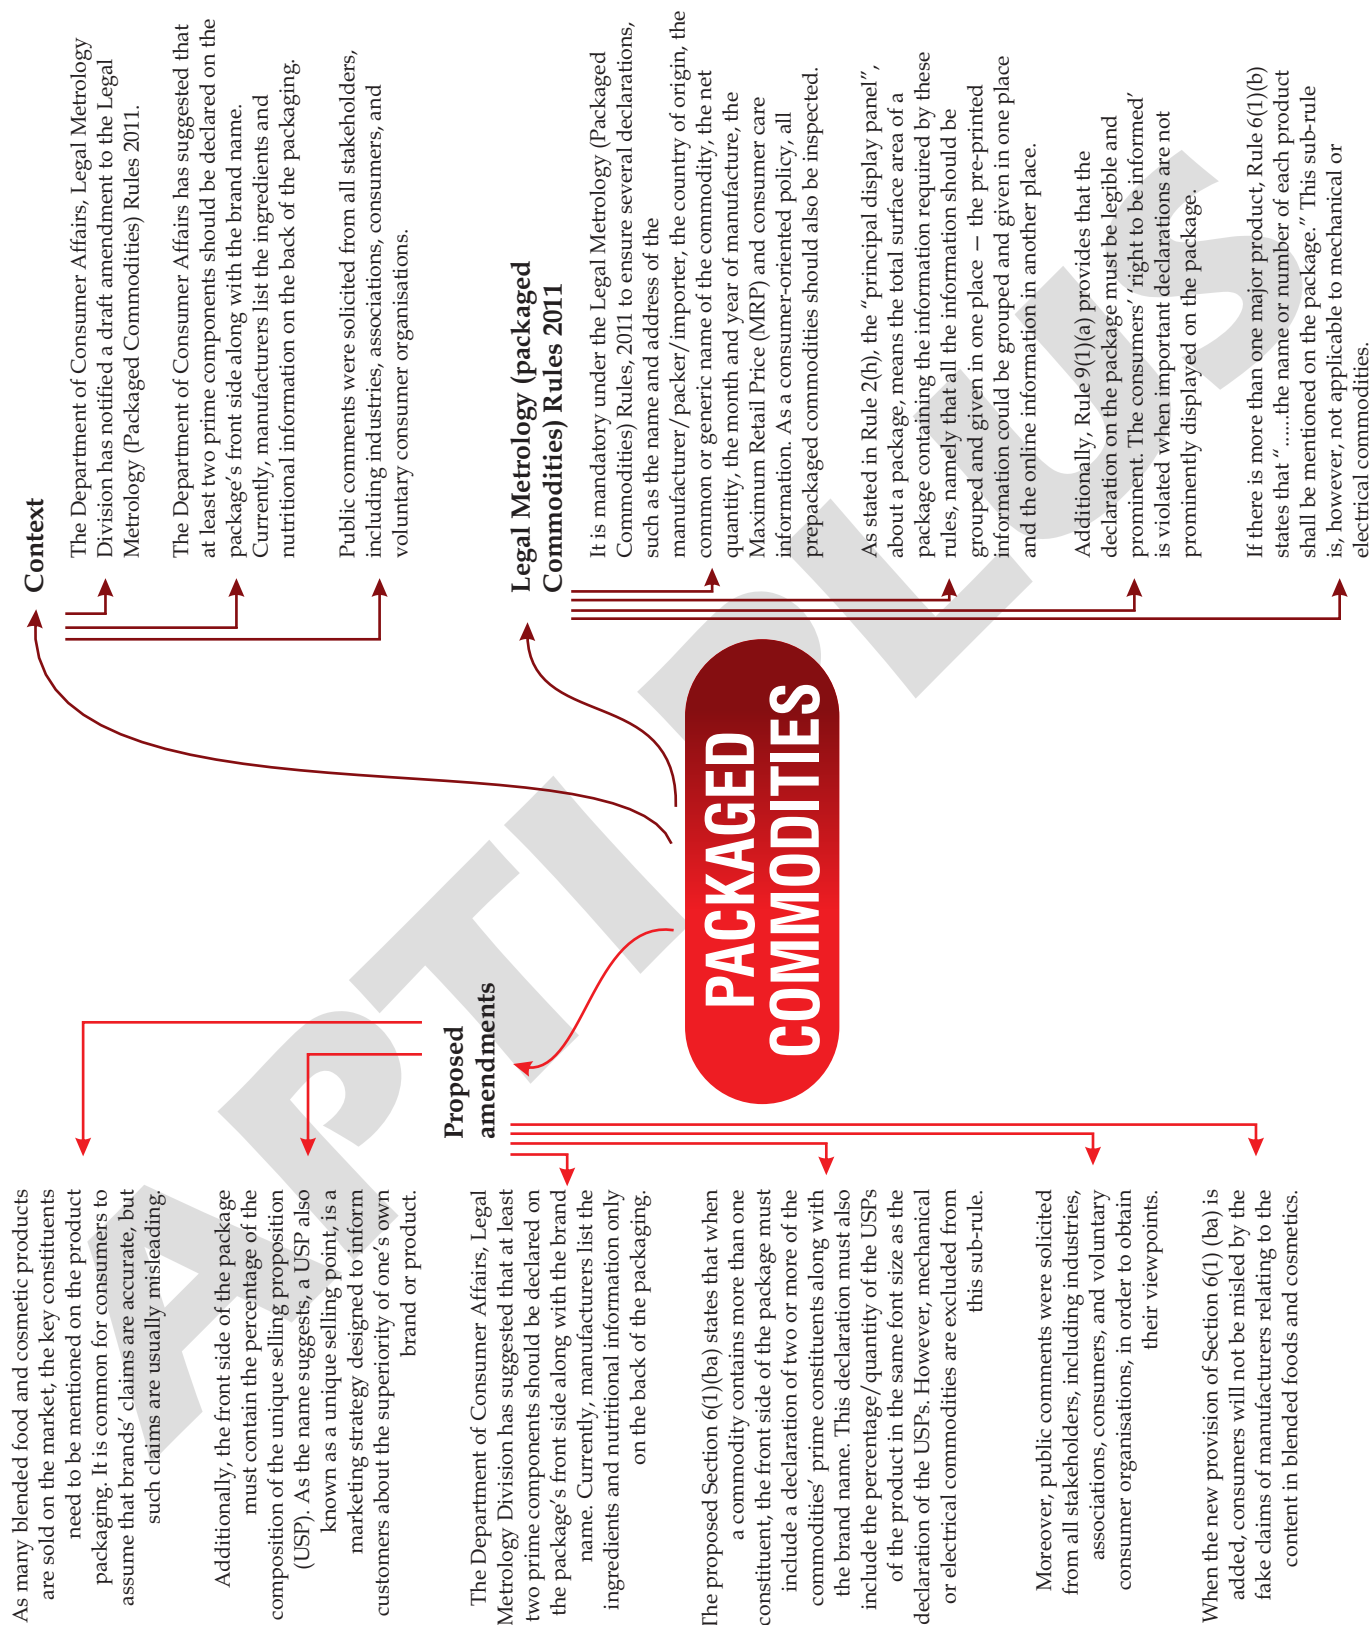 PACKAGED
COMMODITIES
Context
The Department of Consumer Affairs, Legal Metrology
Division has notified a draft amendment to the Legal
Metrology (Packaged Commodities) Rules 2011.
The Department of Consumer Affairs has suggested that
at least two prime components should be declared on the
package's front side along with the brand name.
Currently, manufacturers list the ingredients and
nutritional information on the back of the packaging.
Public comments were solicited from all stakeholders,
including industries, associations, consumers, and
voluntary consumer organisations.
Legal Metrology (packaged
Commodities) Rules 2011
It is mandatory under the Legal Metrology (Packaged
Commodities) Rules, 2011 to ensure several declarations,
such as the name and address of the
manufacturer/packer/importer, the country of origin, the
common or generic name of the commodity, the net
quantity, the month and year of manufacture, the
Maximum Retail Price (MRP) and consumer care
information. As a consumer-oriented policy, all
prepackaged commodities should also be inspected.
As stated in Rule 2(h), the "principal display panel",
about a package, means the total surface area of a
package containing the information required by these
rules, namely that all the information should be
grouped and given in one place — the pre-printed
information could be grouped and given in one place
and the online information in another place.
Additionally, Rule 9(1)(a) provides that the
declaration on the package must be legible and
prominent. The consumers' 'right to be informed'
is violated when important declarations are not
prominently displayed on the package.
If there is more than one major product, Rule 6(1)(b)
states that "......the name or number of each product
shall be mentioned on the package." This sub-rule
is, however, not applicable to mechanical or
electrical commodities.
Proposed
amendments
As many blended food and cosmetic products
are sold on the market, the key constituents
need to be mentioned on the product
packaging. It is common for consumers to
assume that brands' claims are accurate, but
such claims are usually misleading.
Additionally, the front side of the package
must contain the percentage of the
composition of the unique selling proposition
(USP). As the name suggests, a USP also
known as a unique selling point, is a
marketing strategy designed to inform
customers about the superiority of one's own
brand or product.
The Department of Consumer Affairs, Legal
Metrology Division has suggested that at least
two prime components should be declared on
the package's front side along with the brand
name. Currently, manufacturers list the
ingredients and nutritional information only
on the back of the packaging.
The proposed Section 6(1)(ba) states that when
a commodity contains more than one
constituent, the front side of the package must
include a declaration of two or more of the
commodities' prime constituents along with
the brand name. This declaration must also
include the percentage/quantity of the USPs
of the product in the same font size as the
declaration of the USPs. However, mechanical
or electrical commodities are excluded from
this sub-rule.
Moreover, public comments were solicited
from all stakeholders, including industries,
associations, consumers, and voluntary
consumer organisations, in order to obtain
their viewpoints.
When the new provision of Section 6(1) (ba) is
added, consumers will not be misled by the
fake claims of manufacturers relating to the
content in blended foods and cosmetics.
APTI PLUS